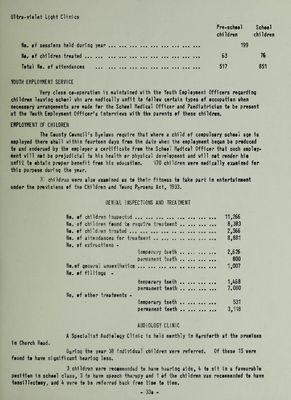 Ultra-violet Light Clinics
Pre-school School
children children
No. of sessions held during year ... 199
No. of children treated ... 63 76
Total No. of attendances ... 517 851
YOUTH EMPLOYMENT SERVICE
Very close co-operation is maintained with the Youth Employment Officers regarding
children leaving school who are medically unfit to follow certain types of occupation when
necessary arrangements are made for the School Medical Officer and Paediatrician to be present
at the Youth Employment Officer's interviews with the parents of these children.
EMPLOYMENT OF CHILDREN
The County Council's Byelaws require that where a child of compulsory school age is
employed there shall within fourteen days from the date when the employment began be produced
to and endorsed by the employer a certificate from the School Medical Officer that such employ-
ment will not be prejudicial to his health or physical development and will not render him
unfit to obtain proper benefit from his education. 170 children were medically examined for
this purpose during the year.
children were also examined as to their fitness to take part in entertainment
under the provisions of the Children and Young Persons Act, 1933.
DENTAL INSPECTIONS AND TREATMENT
No. of children inspected ... 11,266
No. of children found to require treatment ... 8,383
No. of children treated ... 2,566
No. of attendances for treatment ... 8,881
No. of extractions -
temporary teeth ... 2,626
permanent teeth ... 800
No. of general anaesthetics ... 1,007
No. of fillings -
temporary teeth ... 1,468
permanent teeth ... 7,080
No. of other treatments -
temporary teeth ... 531
permanent teeth ... 3,118
AUDIOLOGY CLINIC
A Specialist Audiology Clinic is held monthly in Horsforth at the premises
in Church Road.
During the year 38 individual children were referred. Of these 15 were
found to have significant hearing loss.
3 children were recommended to have hearing aids, 4 to sit in a favourable
position in school class, 3 to have speech therapy and 1 of the children was recommended to have
tonsillectomy, and 4 were to be referred back from time to time.
- 33a -